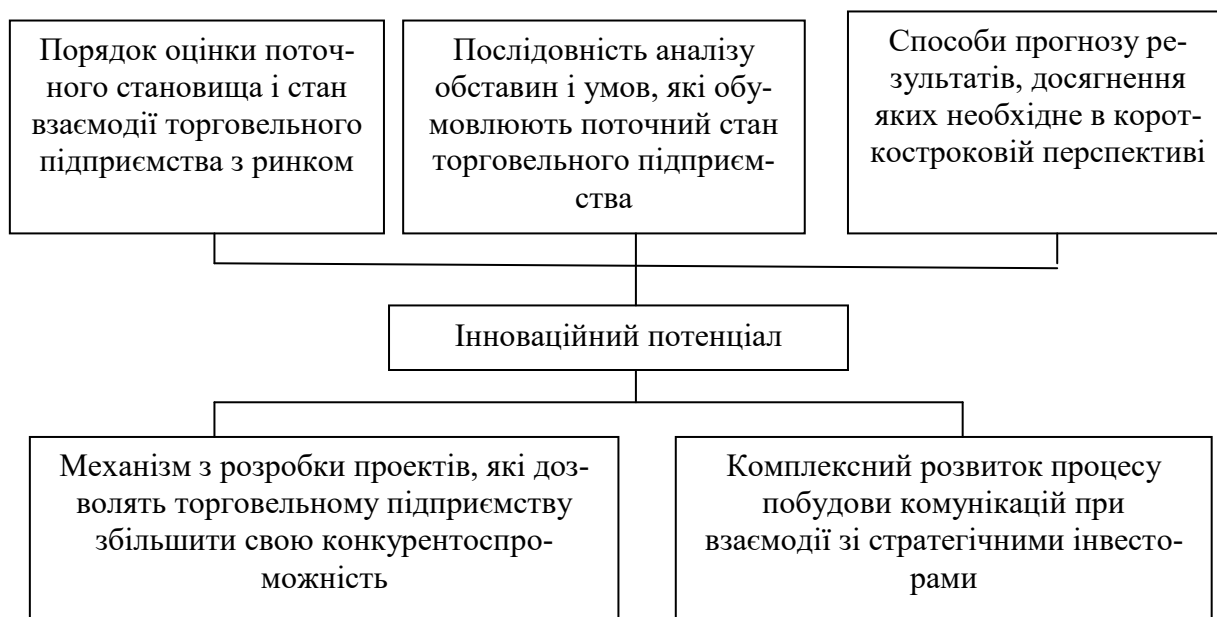 Порядок оцінки поточ-
ного становища і стан
взаємодії торговельного
підприємства з ринком
Послідовність аналізу
обставин і умов, які обу-
мовлюють поточний стан
торговельного підприєм-
ства
Способи прогнозу ре-
зультатів, досягнення
яких необхідне в корот-
костроковій перспективі
Інноваційний потенціал
Механізм з розробки проектів, які доз-
волять торговельному підприємству
збільшити свою конкурентоспро-
можність
Комплексний розвиток процесу
побудови комунікацій при
взаємодії зі стратегічними інвесто-
рами